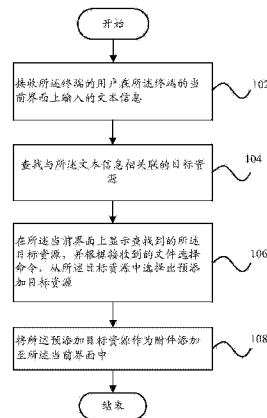 开始
接收所述终端的用户在所述终端的当
前界面上输入的文本信息
102
查找与所述文本信息相关联的目标资
源
104
在所述当前界面上显示查找到的所述
目标资源，并根据接收到的文件选择
命令，从所述目标资源中选择出预添
加目标资源
106
将所述预添加目标资源作为附件添加
至所述当前界面中
108
结束